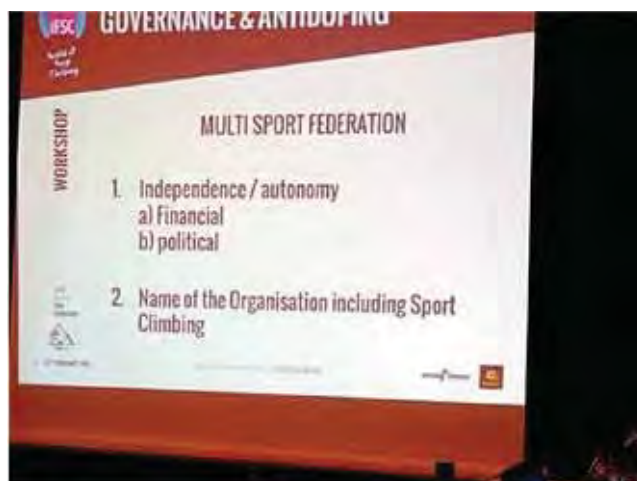 IFSC
GOVERNANCE & ANTIDOPING
WORKSHOP
MULTI SPORT FEDERATION
1. Independence / autonomy
a) Financial
b) political
2. Name of the Organisation including Sport
Climbing